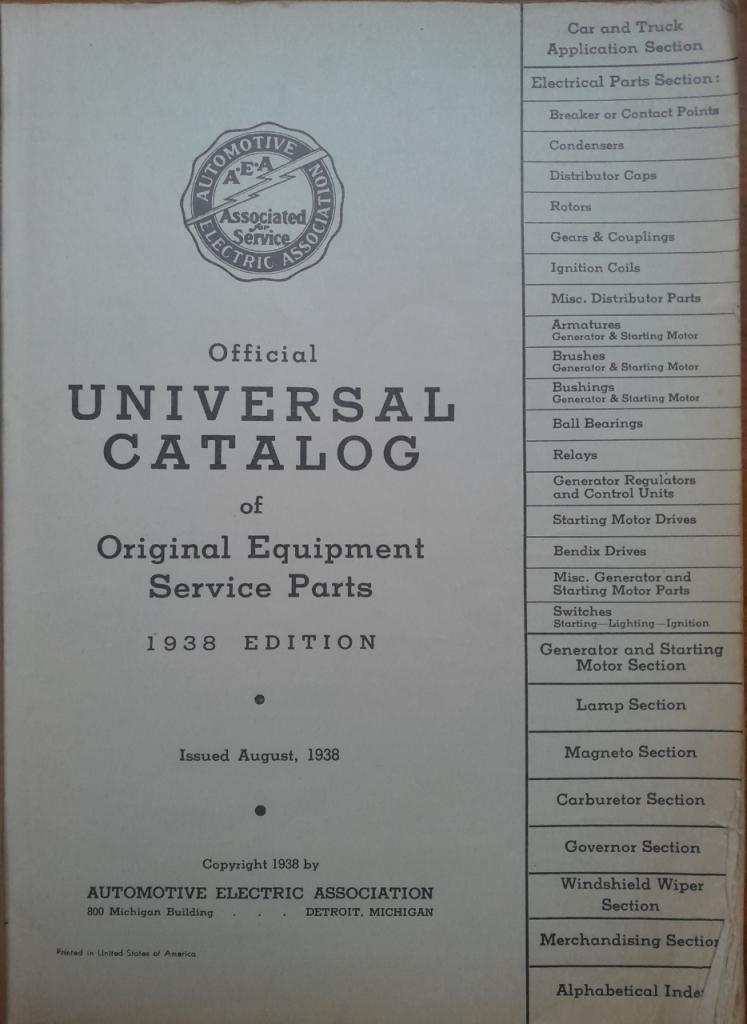 AUTOMOTIVE
A·E·A
Associated
for
Service
ELECTRIC ASSOCIATION
Official
UNIVERSAL
CATALOG
of
Original Equipment
Service Parts
1938 EDITION
Issued August, 1938
Copyright 1938 by
AUTOMOTIVE ELECTRIC ASSOCIATION
800 Michigan Building . . . DETROIT, MICHIGAN
Printed in United States of America
Car and Truck
Application Section
Electrical Parts Section:
Breaker or Contact Points
Condensers
Distributor Caps
Rotors
Gears & Couplings
Ignition Coils
Misc. Distributor Parts
Armatures
Generator & Starting Motor
Brushes
Generator & Starting Motor
Bushings
Generator & Starting Motor
Ball Bearings
Relays
Generator Regulators
and Control Units
Starting Motor Drives
Bendix Drives
Misc. Generator and
Starting Motor Parts
Switches
Starting—Lighting—Ignition
Generator and Starting
Motor Section
Lamp Section
Magneto Section
Carburetor Section
Governor Section
Windshield Wiper
Section
Merchandising Section
Alphabetical Inde